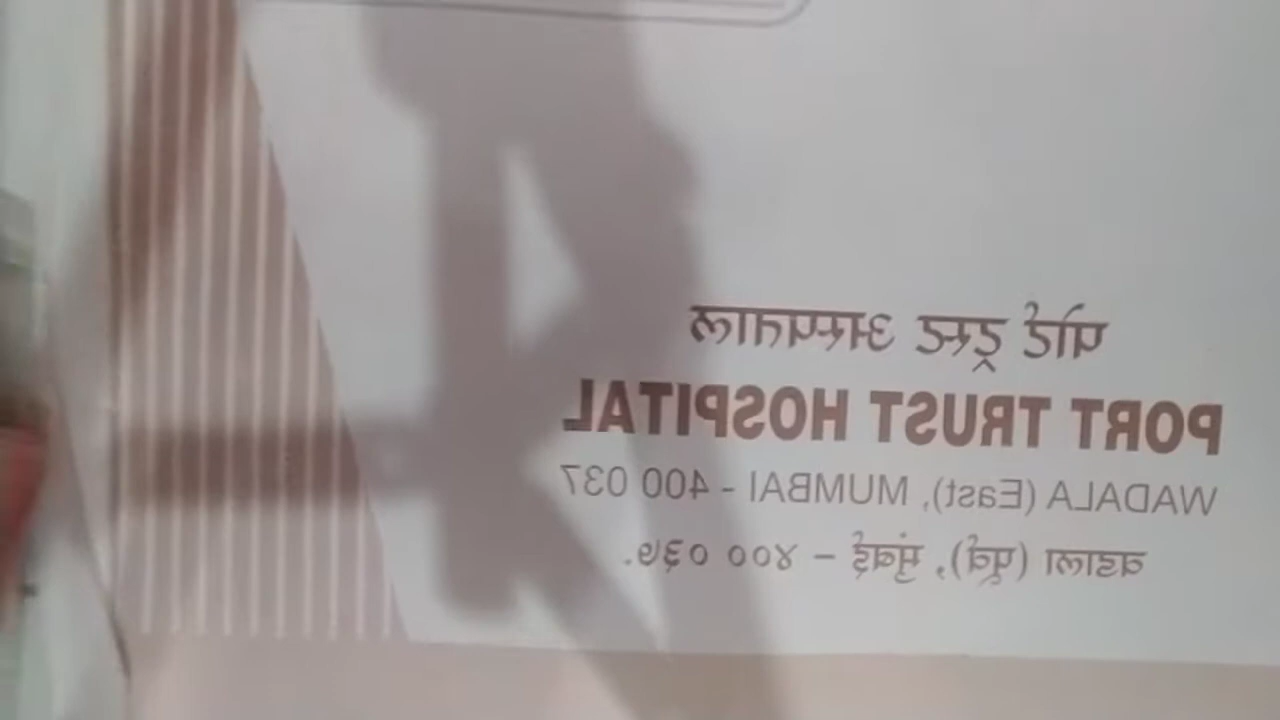 पोर्ट ट्रस्ट अस्पताल
PORT TRUST HOSPITAL
WADALA (East), MUMBAI - 400 037
वडाला (पूर्व), मुंबई - ४०० ०३७.